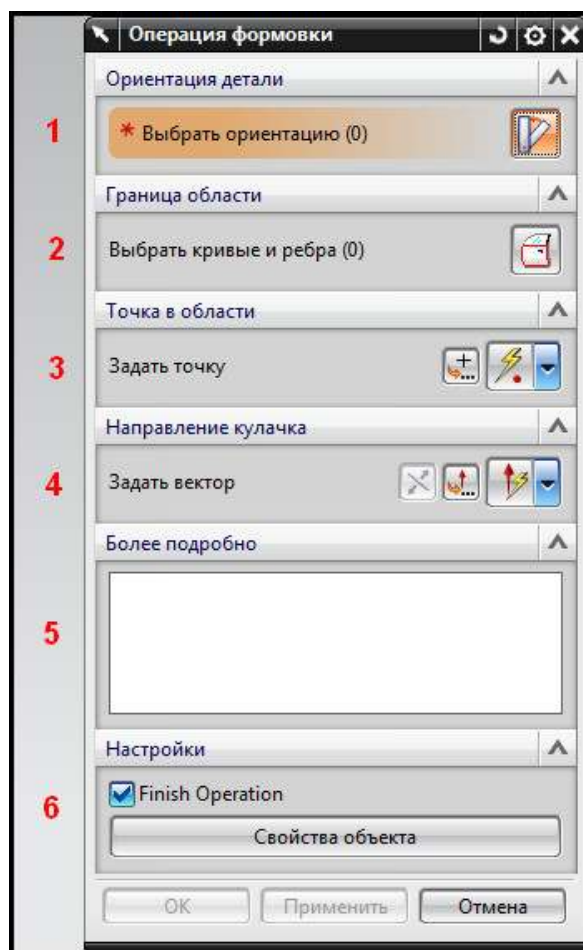 Операция формовки
Ориентация детали
1
* Выбрать ориентацию (0)
Граница области
2
Выбрать кривые и ребра (0)
Точка в области
3
Задать точку
Направление кулачка
4
Задать вектор
Более подробно
5
Настройки
6
Finish Operation
Свойства объекта
ОК
Применить
Отмена